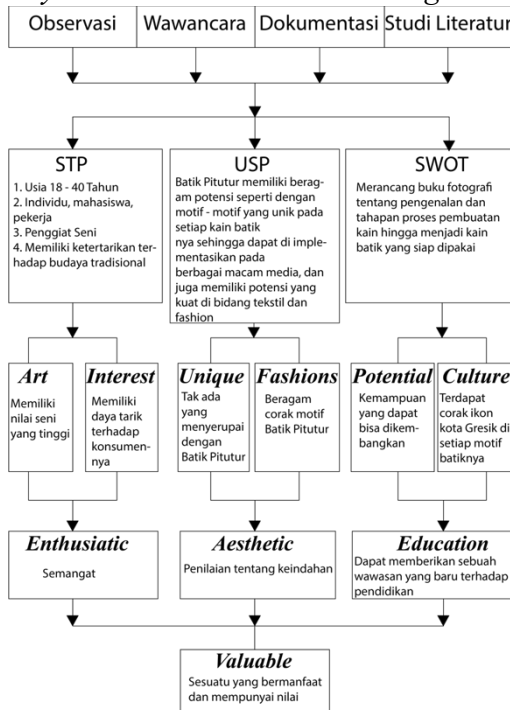 Observasi
Wawancara
Dokumentasi
Studi Literatur
STP
1. Usia 18 - 40 Tahun
2. Individu, mahasiswa,
pekerja
3. Penggiat Seni
4. Memiliki ketertarikan ter-
hadap budaya tradisional
USP
Batik Pitutur memiliki berag-
am potensi seperti dengan
motif - motif yang unik pada
setiap kain batik
nya sehingga dapat di imple-
mentasikan pada
berbagai macam media, dan
juga memiliki potensi yang
kuat di bidang tekstil dan
fashion
SWOT
Merancang buku fotografi
tentang pengenalan dan
tahapan proses pembuatan
kain hingga menjadi kain
batik yang siap dipakai
Art
Memiliki
nilai seni
yang tinggi
Interest
Memiliki
daya tarik
terhadap
konsumen-
nya
Unique
Tak ada
yang
menyerupai
dengan
Batik Pitutur
Fashions
Beragam
corak motif
Batik Pitutur
Potential
Kemampuan
yang dapat
bisa dikem-
bangkan
Culture
Terdapat
corak ikon
kota Gresik di
setiap motif
batiknya
Enthusiatic
Semangat
Aesthetic
Penilaian tentang keindahan
Education
Dapat memberikan sebuah
wawasan yang baru terhadap
pendidikan
Valuable
Sesuatu yang bermanfaat
dan mempunyai nilai